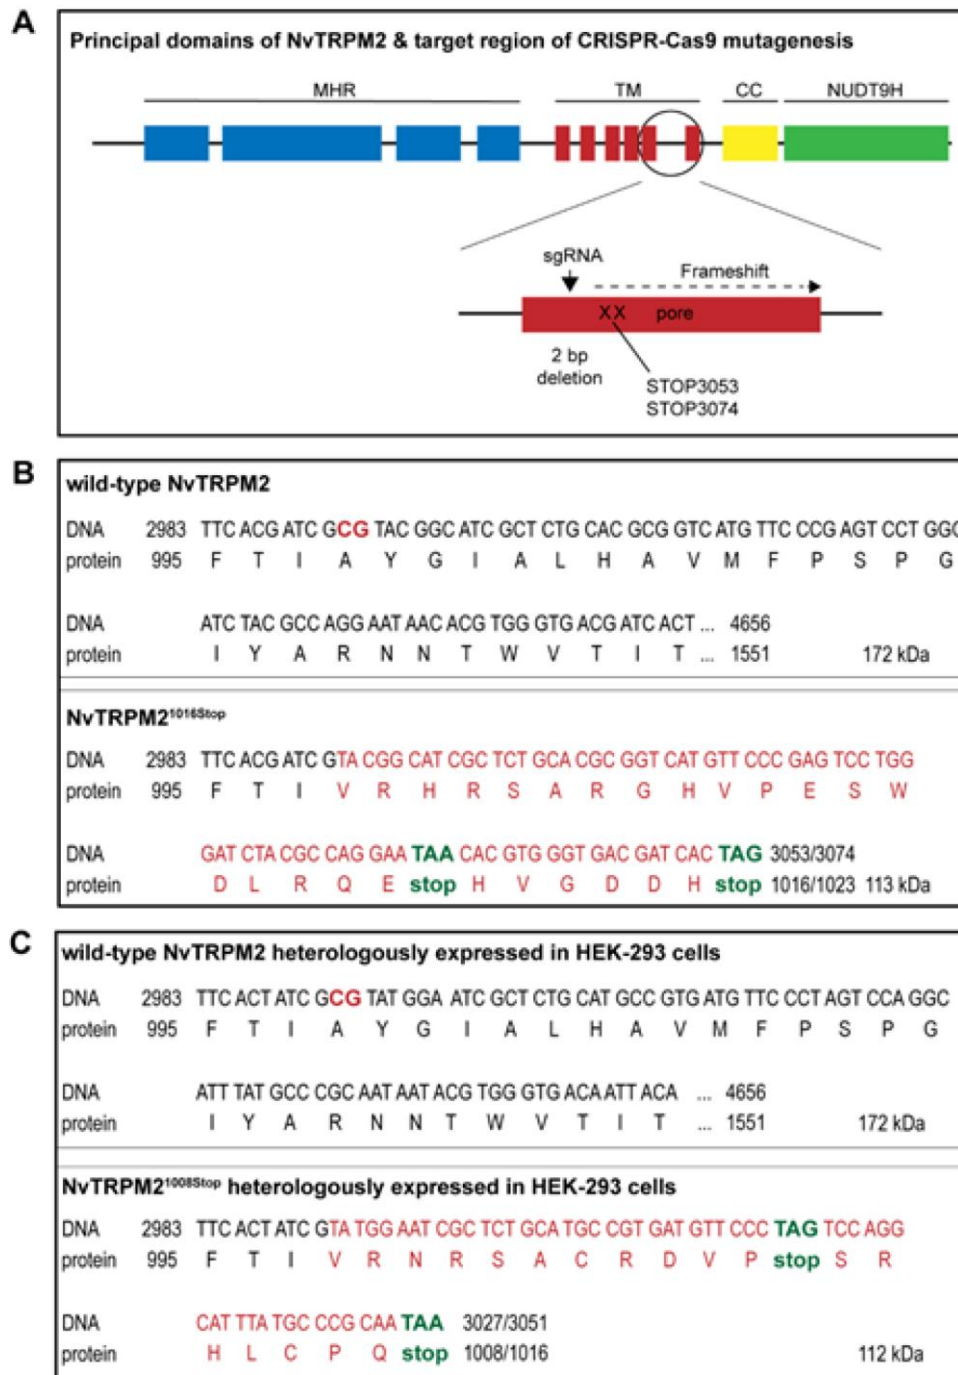 A
Principal domains of NvTRPM2 & target region of CRISPR-Cas9 mutagenesis
MHR TM CC NUDT9H
sgRNA
Frameshift
XX pore
2 bp
deletion
STOP3053
STOP3074
B
wild-type NvTRPM2
DNA 2983 TTC ACG ATC GCG TAC GGC ATC GCT CTG CAC GCG GTC ATG TTC CCG AGT CCT GGC
protein 995 F T I A Y G I A L H A V M F P S P G
DNA ATC TAC GCC AGG AAT AAC ACG TGG GTG ACG ATC ACT ... 4656
protein I Y A R N N T W V T I T ... 1551 172 kDa
NvTRPM21016Stop
DNA 2983 TTC ACG ATC GTA CGG CAT CGC TCT GCA CGC GGT CAT GTT CCC GAG TCC TGG
protein 995 F T I V R H R S A R G H V P E S W
DNA GAT CTA CGC CAG GAA TAA CAC GTG GGT GAC GAT CAC TAG 3053/3074
protein D L R Q E stop H V G D D H stop 1016/1023 113 kDa
C
wild-type NvTRPM2 heterologously expressed in HEK-293 cells
DNA 2983 TTC ACT ATC GCG TAT GGA ATC GCT CTG CAT GCC GTG ATG TTC CCT AGT CCA GGC
protein 995 F T I A Y G I A L H A V M F P S P G
DNA ATT TAT GCC CGC AAT AAT ACG TGG GTG ACA ATT ACA ... 4656
protein I Y A R N N T W V T I T ... 1551 172 kDa
NvTRPM21008Stop heterologously expressed in HEK-293 cells
DNA 2983 TTC ACT ATC GTA TGG AAT CGC TCT GCA TGC CGT GAT GTT CCC TAG TCC AGG
protein 995 F T I V R N R S A C R D V P stop S R
DNA CAT TTA TGC CCG CAA TAA 3027/3051
protein H L C P Q stop 1008/1016 112 kDa